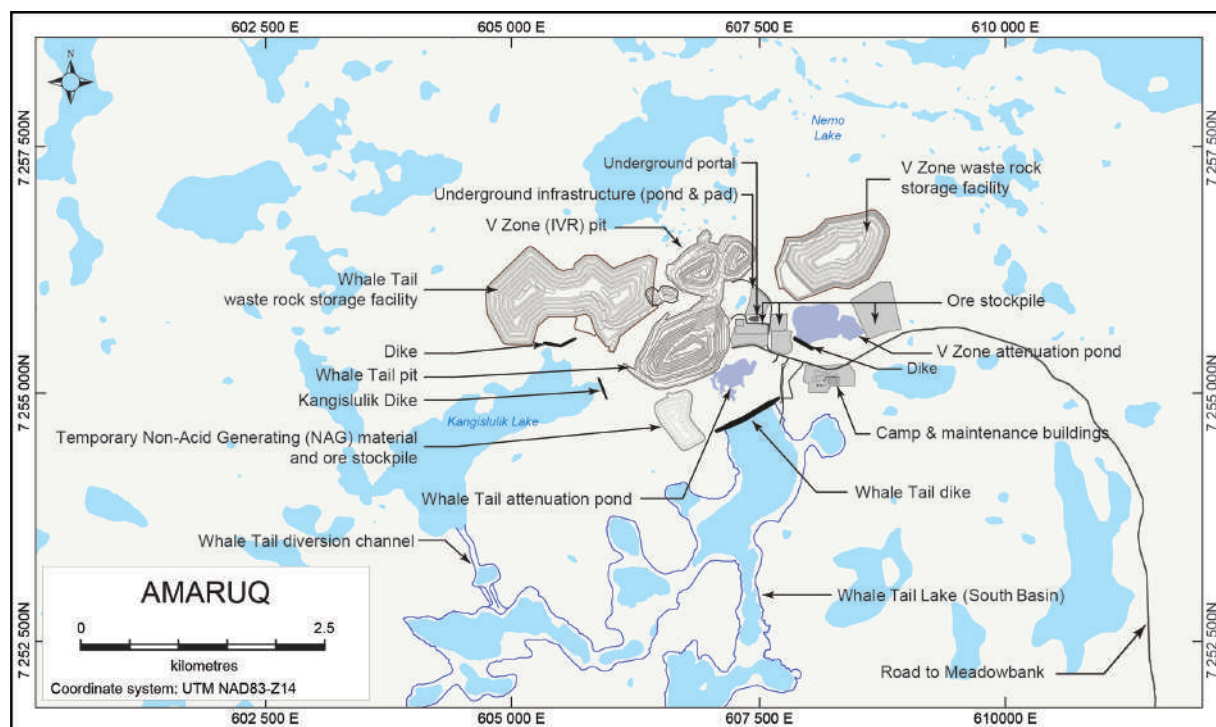 602 500 E
605 000 E
607 500 E
610 000 E
N
7 257 500N
7 257 500N
Nemo
Lake
Underground portal
V Zone waste rock
storage facility
Underground infrastructure (pond & pad)
V Zone (IVR) pit
Whale Tail
waste rock storage facility
Ore stockpile
Dike
V Zone attenuation pond
Whale Tail pit
Dike
7 255 000N
7 255 000N
Kangislulik Dike
Kangislulik Lake
Temporary Non-Acid Generating (NAG) material
and ore stockpile
Camp & maintenance buildings
Whale Tail attenuation pond
Whale Tail dike
Whale Tail diversion channel
AMARUQ
Whale Tail Lake (South Basin)
0
2.5
kilometres
7 252 500N
7 252 500N
Road to Meadowbank
Coordinate system: UTM NAD83-Z14
602 500 E
605 000 E
607 500 E
610000 E